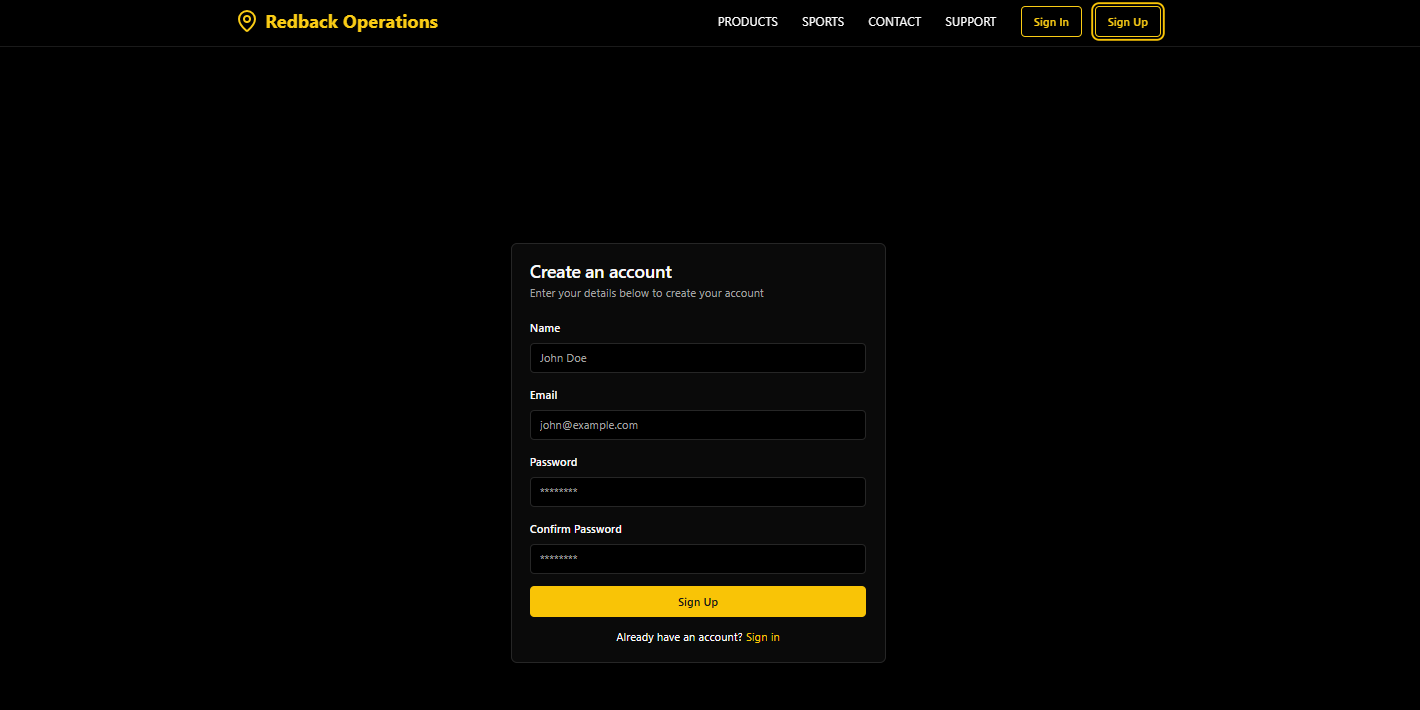 Redback Operations
PRODUCTS SPORTS CONTACT SUPPORT Sign In Sign Up
Create an account
Enter your details below to create your account
Name
John Doe
Email
john@example.com
Password
********
Confirm Password
********
Sign Up
Already have an account? Sign in